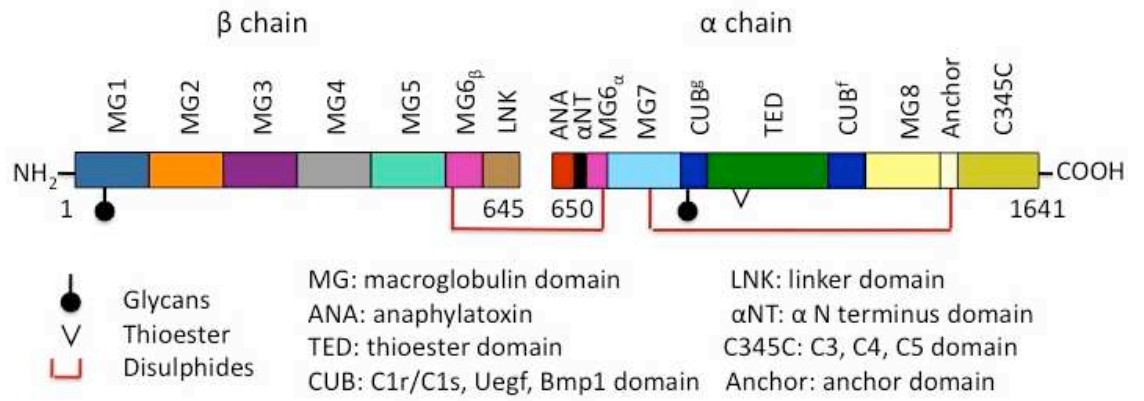 β chain α chain
MG1 MG2 MG3 MG4 MG5 MG6β LNK ANA αNT MG6α MG7 CUBg TED CUBf MG8 Anchor C345C
NH2 COOH
1 645 650 1641
Glycans
Thioester
Disulphides
MG: macroglobulin domain
ANA: anaphylatoxin
TED: thioester domain
CUB: C1r/C1s, Uegf, Bmp1 domain
LNK: linker domain
αNT: α N terminus domain
C345C: C3, C4, C5 domain
Anchor: anchor domain